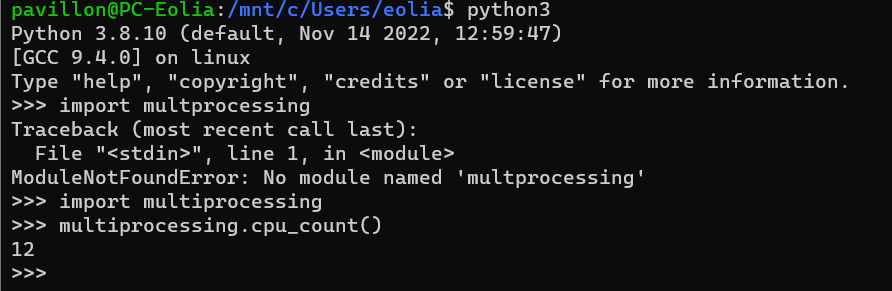 pavillon@PC-Eolia:/mnt/c/Users/eolia$ python3
Python 3.8.10 (default, Nov 14 2022, 12:59:47)
[GCC 9.4.0] on linux
Type "help", "copyright", "credits" or "license" for more information.
>>> import multprocessing
Traceback (most recent call last):
  File "<stdin>", line 1, in <module>
ModuleNotFoundError: No module named 'multprocessing'
>>> import multiprocessing
>>> multiprocessing.cpu_count()
12
>>>